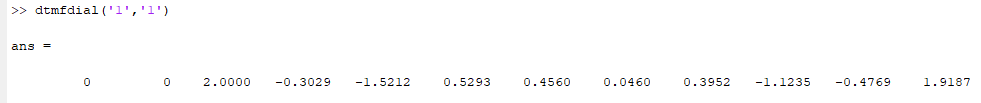 >> dtmfdial('1','1')
ans =
0 0 2.0000 -0.3029 -1.5212 0.5293 0.4560 0.0460 0.3952 -1.1235 -0.4769 1.9187